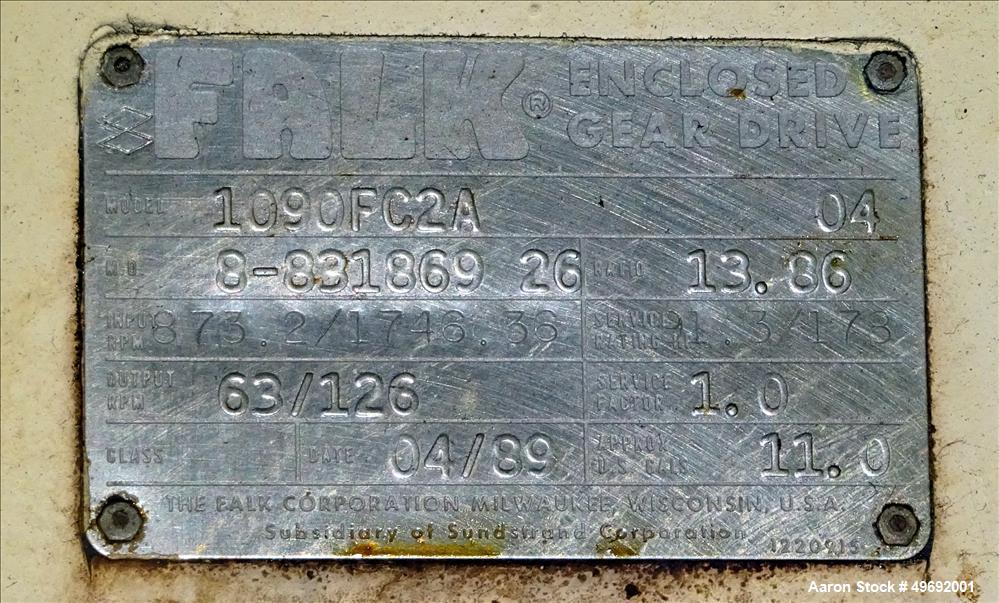 FALK® ENCLOSED
GEAR DRIVE
MODEL 1090FC2A 04
M.O. 8-831869 26 RATIO 13.86
INPUT RPM 873.2/1746.36 SERVICE RATING HP 91.3/173
OUTPUT RPM 63/126 SERVICE FACTOR 1.0
CLASS DATE 04/89 APPROX U.S. GALS 11.0
THE FALK CORPORATION MILWAUKEE, WISCONSIN, U.S.A.
Subsidiary of Sundstrand Corporation
1220915
Aaron Stock # 49692001